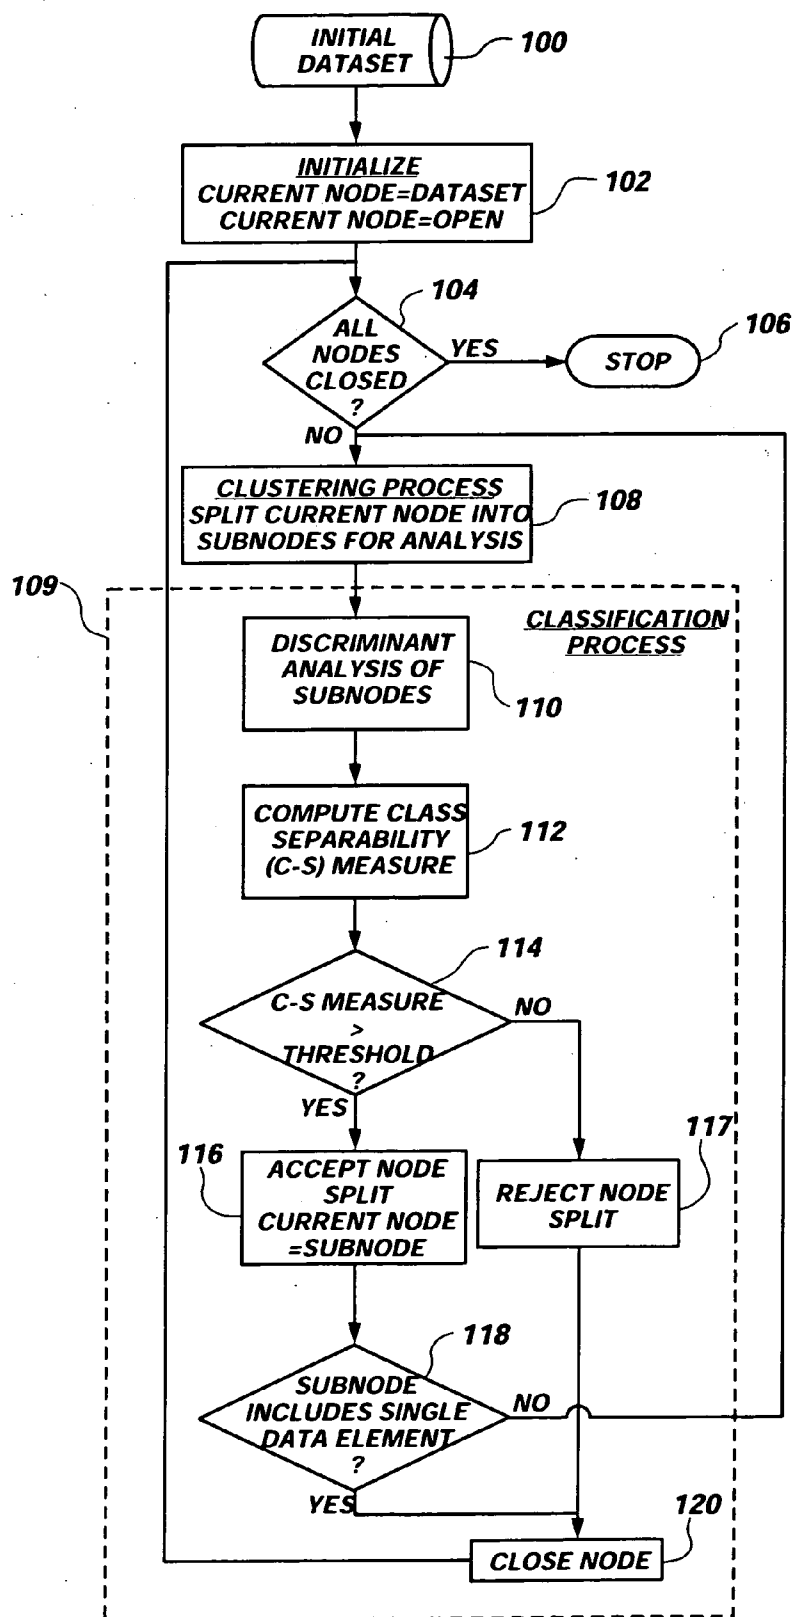 INITIAL
DATASET
100
INITIALIZE
CURRENT NODE=DATASET
CURRENT NODE=OPEN
102
104
ALL
NODES
CLOSED
?
YES
STOP
106
NO
CLUSTERING PROCESS
SPLIT CURRENT NODE INTO
SUBNODES FOR ANALYSIS
108
109
CLASSIFICATION
PROCESS
DISCRIMINANT
ANALYSIS OF
SUBNODES
110
COMPUTE CLASS
SEPARABILITY
(C-S) MEASURE
112
114
C-S MEASURE
>
THRESHOLD
?
NO
YES
116
ACCEPT NODE
SPLIT
CURRENT NODE
=SUBNODE
117
REJECT NODE
SPLIT
118
SUBNODE
INCLUDES SINGLE
DATA ELEMENT
?
NO
YES
120
CLOSE NODE